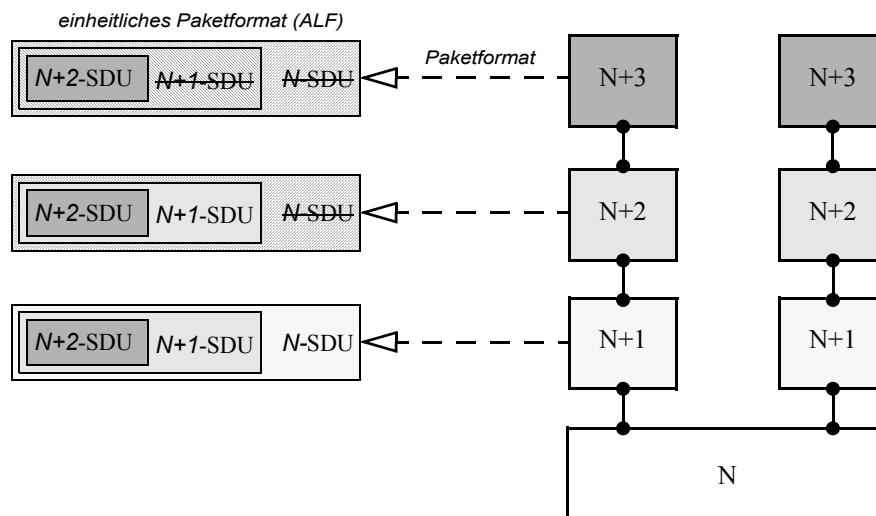 einheitliches Paketformat (ALF)
N+2-SDU N+1-SDU N-SDU
Paketformat
N+3 N+3
N+2-SDU N+1-SDU N-SDU
N+2 N+2
N+2-SDU N+1-SDU N-SDU
N+1 N+1
N